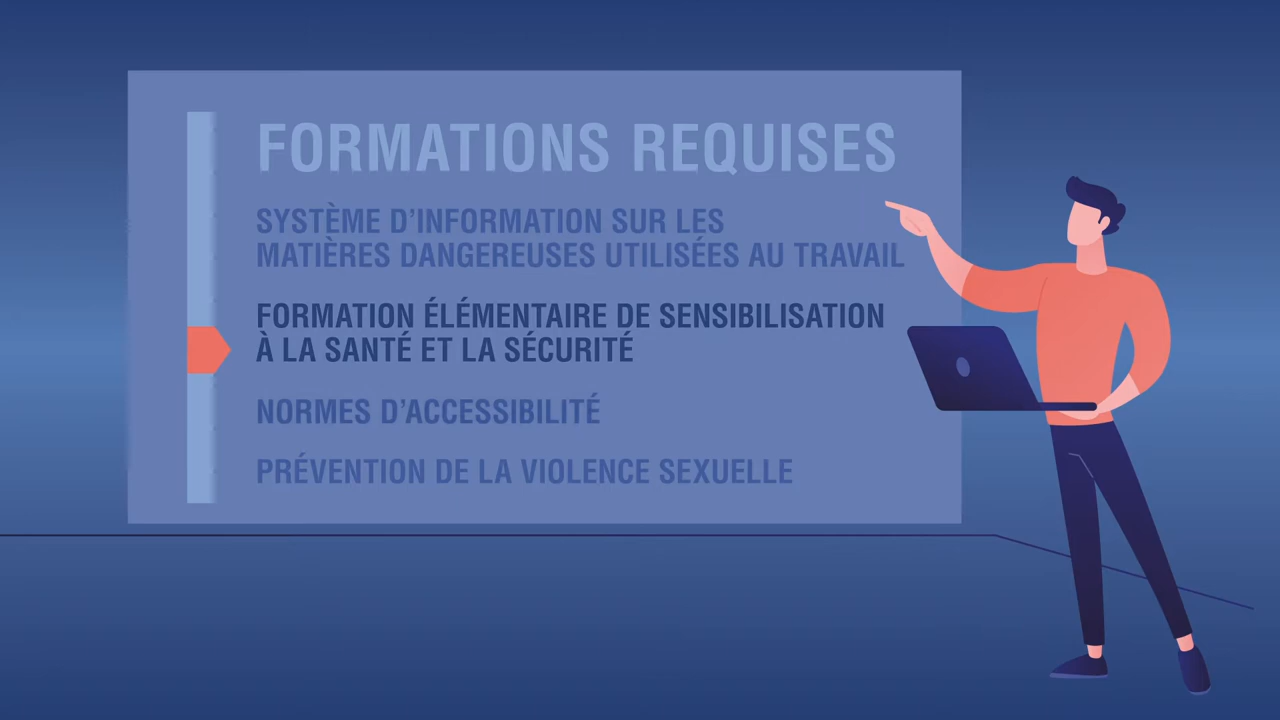 FORMATIONS REQUISES
SYSTÈME D’INFORMATION SUR LES
MATIÈRES DANGEREUSES UTILISÉES AU TRAVAIL
FORMATION ÉLÉMENTAIRE DE SENSIBILISATION
À LA SANTÉ ET LA SÉCURITÉ
NORMES D’ACCESSIBILITÉ
PRÉVENTION DE LA VIOLENCE SEXUELLE